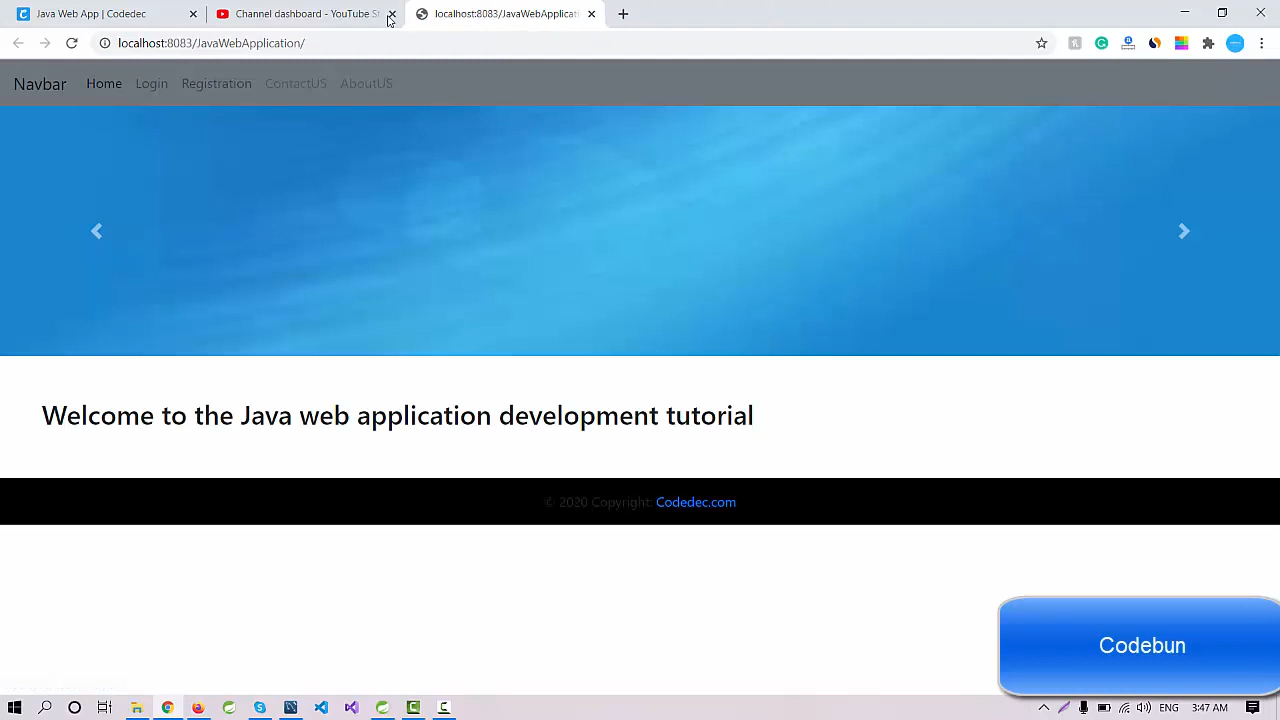 Java Web App | Codedec
Channel dashboard - YouTube St
localhost:8083/JavaWebApplicati
localhost:8083/JavaWebApplication/
Navbar Home Login Registration ContactUS AboutUS
Welcome to the Java web application development tutorial
© 2020 Copyright: Codedec.com
Codebun
ENG 3:47 AM